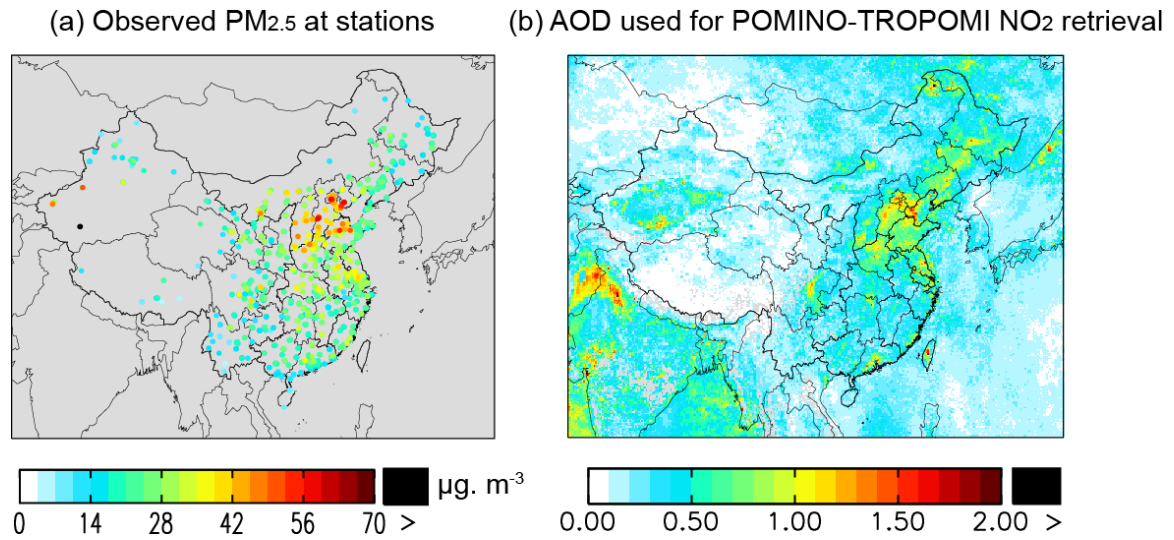 (a) Observed PM2.5 at stations
(b) AOD used for POMINO-TROPOMI NO2 retrieval
0 14 28 42 56 70 > µg. m-3
0.00 0.50 1.00 1.50 2.00 >